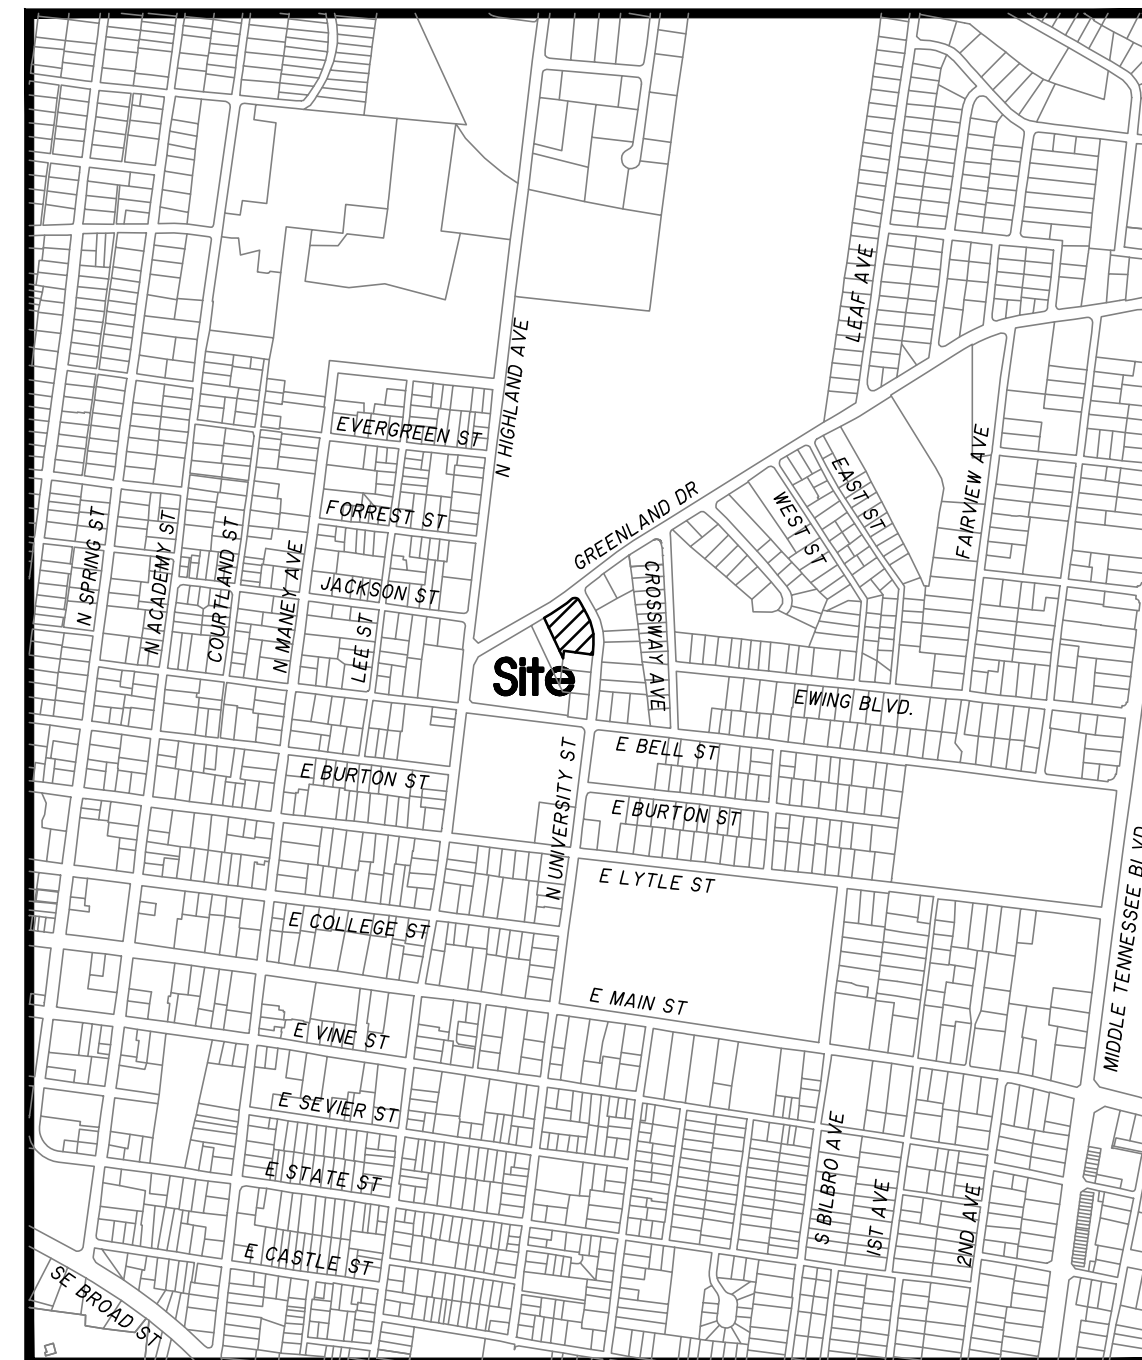 LEAF AVE
N HIGHLAND AVE
EVERGREEN ST
FARVIEW AVE
EAST ST
WEST ST
GREENLAND DR
FORREST ST
N SPRING ST
N ACADEMY ST
COURTLAND ST
N MANEY AVE
JACKSON ST
LEE ST
CROSSWAY AVE
Site
EWING BLVD.
E BELL ST
E BURTON ST
E BURTON ST
N UNIVERSITY ST
E LYTLE ST
MIDDLE TENNESSEE BLVD
E COLLEGE ST
E MAIN ST
E VINE ST
E SEVIER ST
S BILBRO AVE
E STATE ST
1ST AVE
2ND AVE
E CASTLE ST
SE BROAD ST